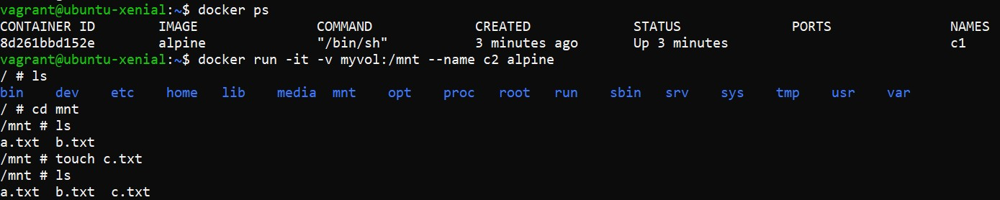 vagrant@ubuntu-xenial:~$ docker ps
CONTAINER ID        IMAGE               COMMAND             CREATED             STATUS              PORTS               NAMES
8d261bbd152e        alpine              "/bin/sh"           3 minutes ago       Up 3 minutes                            c1
vagrant@ubuntu-xenial:~$ docker run -it -v myvol:/mnt --name c2 alpine
/ # ls
bin    dev    etc    home   lib    media  mnt    opt    proc   root   run    sbin   srv    sys    tmp    usr    var
/ # cd mnt
/mnt # ls
a.txt  b.txt
/mnt # touch c.txt
/mnt # ls
a.txt  b.txt  c.txt